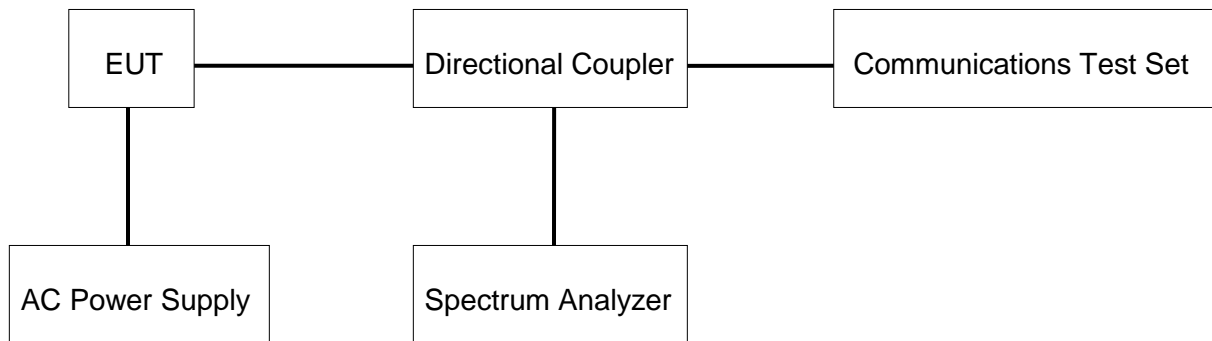 EUT
Directional Coupler
Communications Test Set
AC Power Supply
Spectrum Analyzer